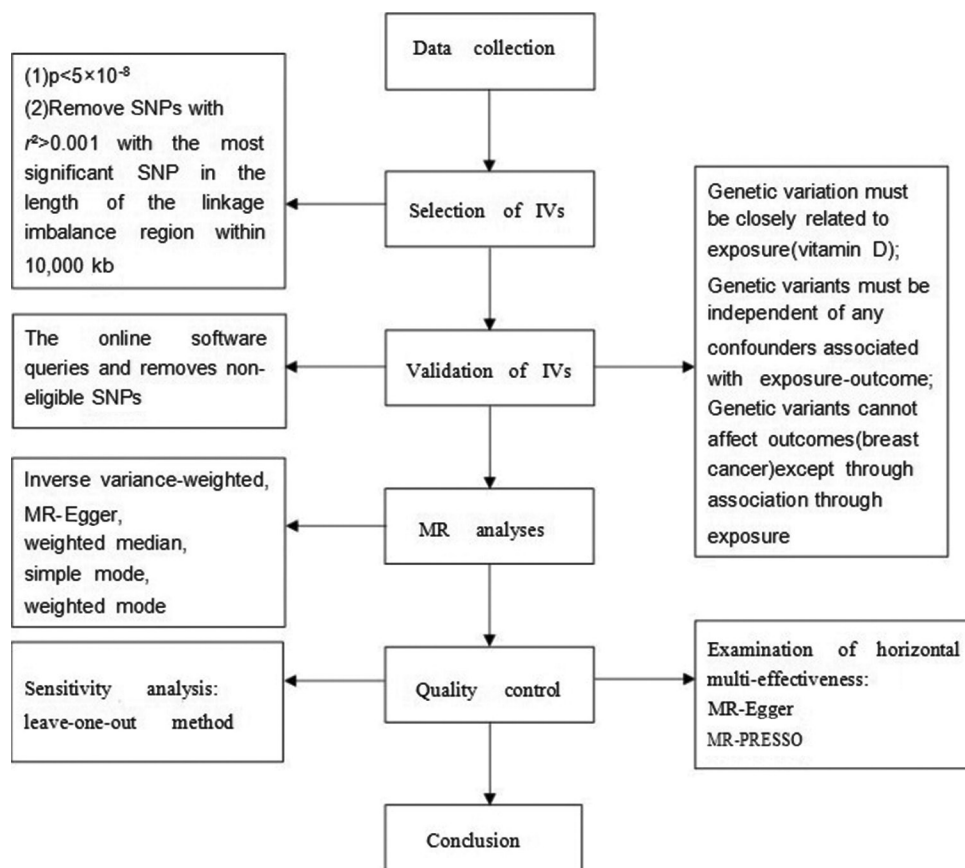 Data collection
(1)p<5×10⁻⁸
(2)Remove SNPs with
r²>0.001 with the most
significant SNP in the
length of the linkage
imbalance region within
10,000 kb
Selection of IVs
Genetic variation must
be closely related to
exposure(vitamin D);
Genetic variants must be
independent of any
confounders associated
with exposure-outcome;
Genetic variants cannot
affect outcomes(breast
cancer)except through
association through
exposure
The online software
queries and removes non-
eligible SNPs
Validation of IVs
Inverse variance-weighted,
MR-Egger,
weighted median,
simple mode,
weighted mode
MR analyses
Sensitivity analysis:
leave-one-out method
Quality control
Examination of horizontal
multi-effectiveness:
MR-Egger
MR-PRESSO
Conclusion